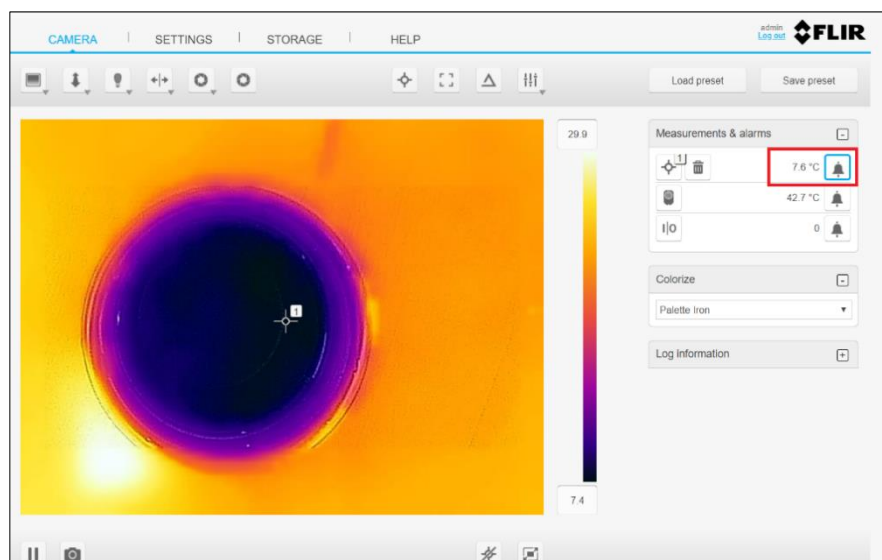 CAMERA | SETTINGS | STORAGE | HELP
admin
Log out
FLIR
Load preset
Save preset
29.9
Measurements & alarms
1
7.6 °C
42.7 °C
I|O
0
1
Colorize
Palette Iron
Log information
7.4